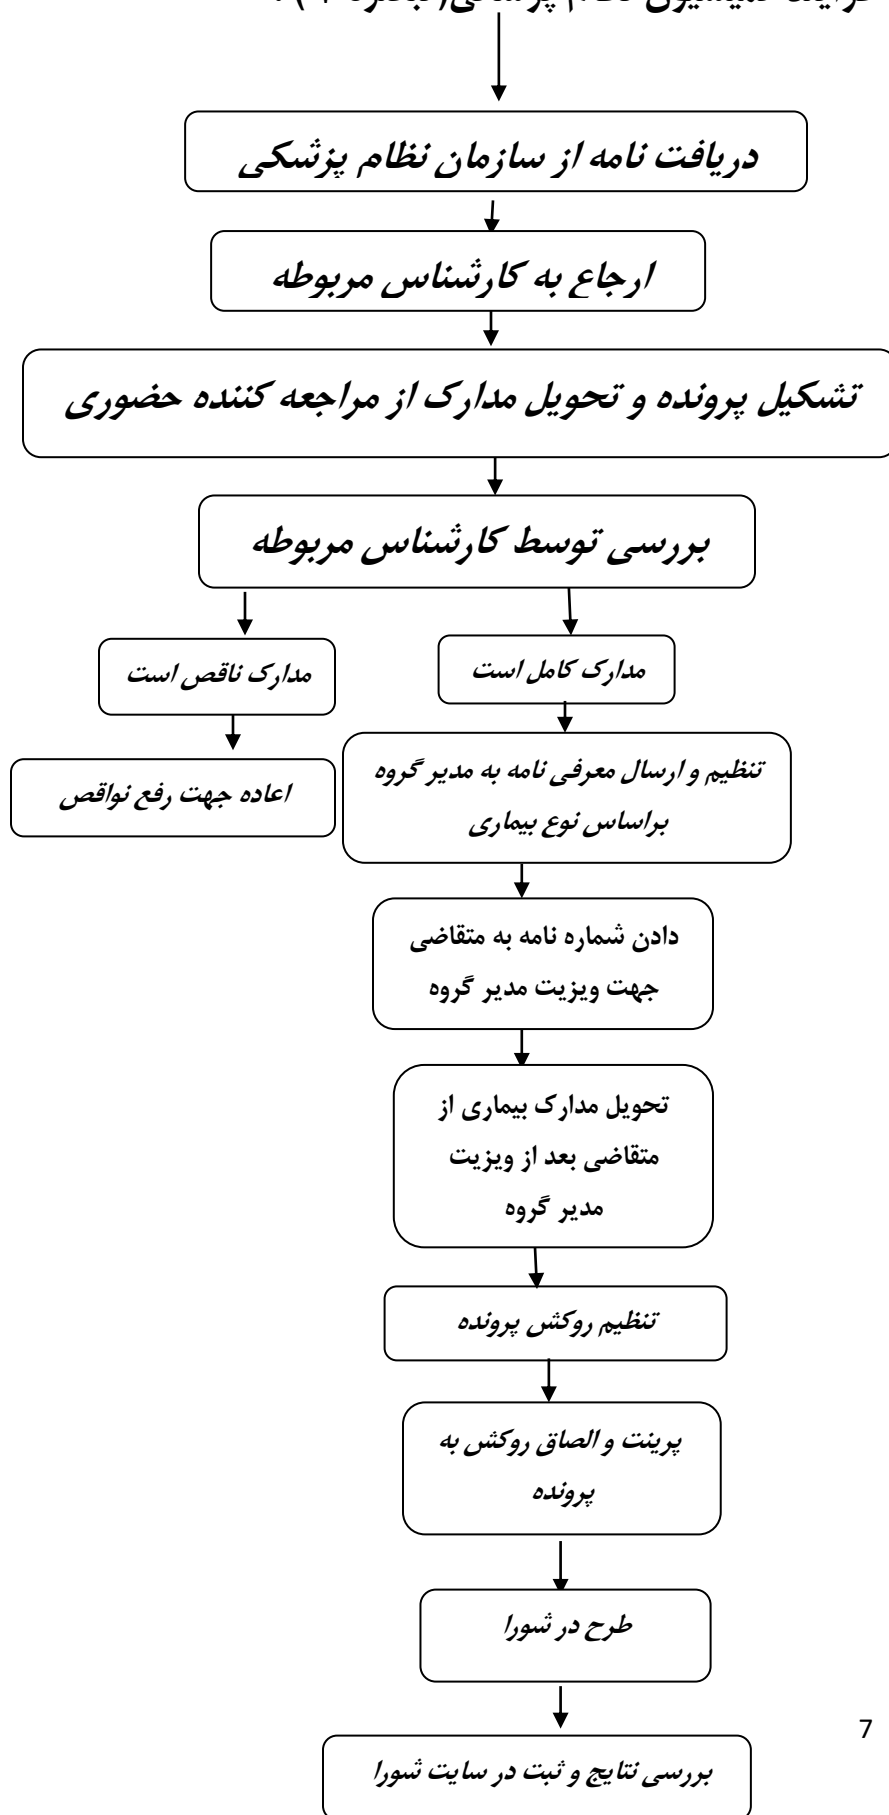 فرایند کمیسیون نظام پزشکی
دریافت نامه از سازمان نظام پزشکی
ارجاع به کارشناس مربوطه
تشکیل پرونده و تحویل مدارک از مراجعه کننده حضوری
بررسی توسط کارشناس مربوطه
مدارک کامل است
مدارک ناقص است
تنظیم و ارسال معرفی نامه به مدیر گروه
براساس نوع بیماری
اعاده جهت رفع نواقص
دادن شماره نامه به متقاضی
جهت ویزیت مدیر گروه
تحویل مدارک بیماری از
متقاضی بعد از ویزیت
مدیر گروه
تنظیم روکش پرونده
پرینت و الصاق روکش به
پرونده
طرح در شورا
7
بررسی نتایج و ثبت در سایت شورا